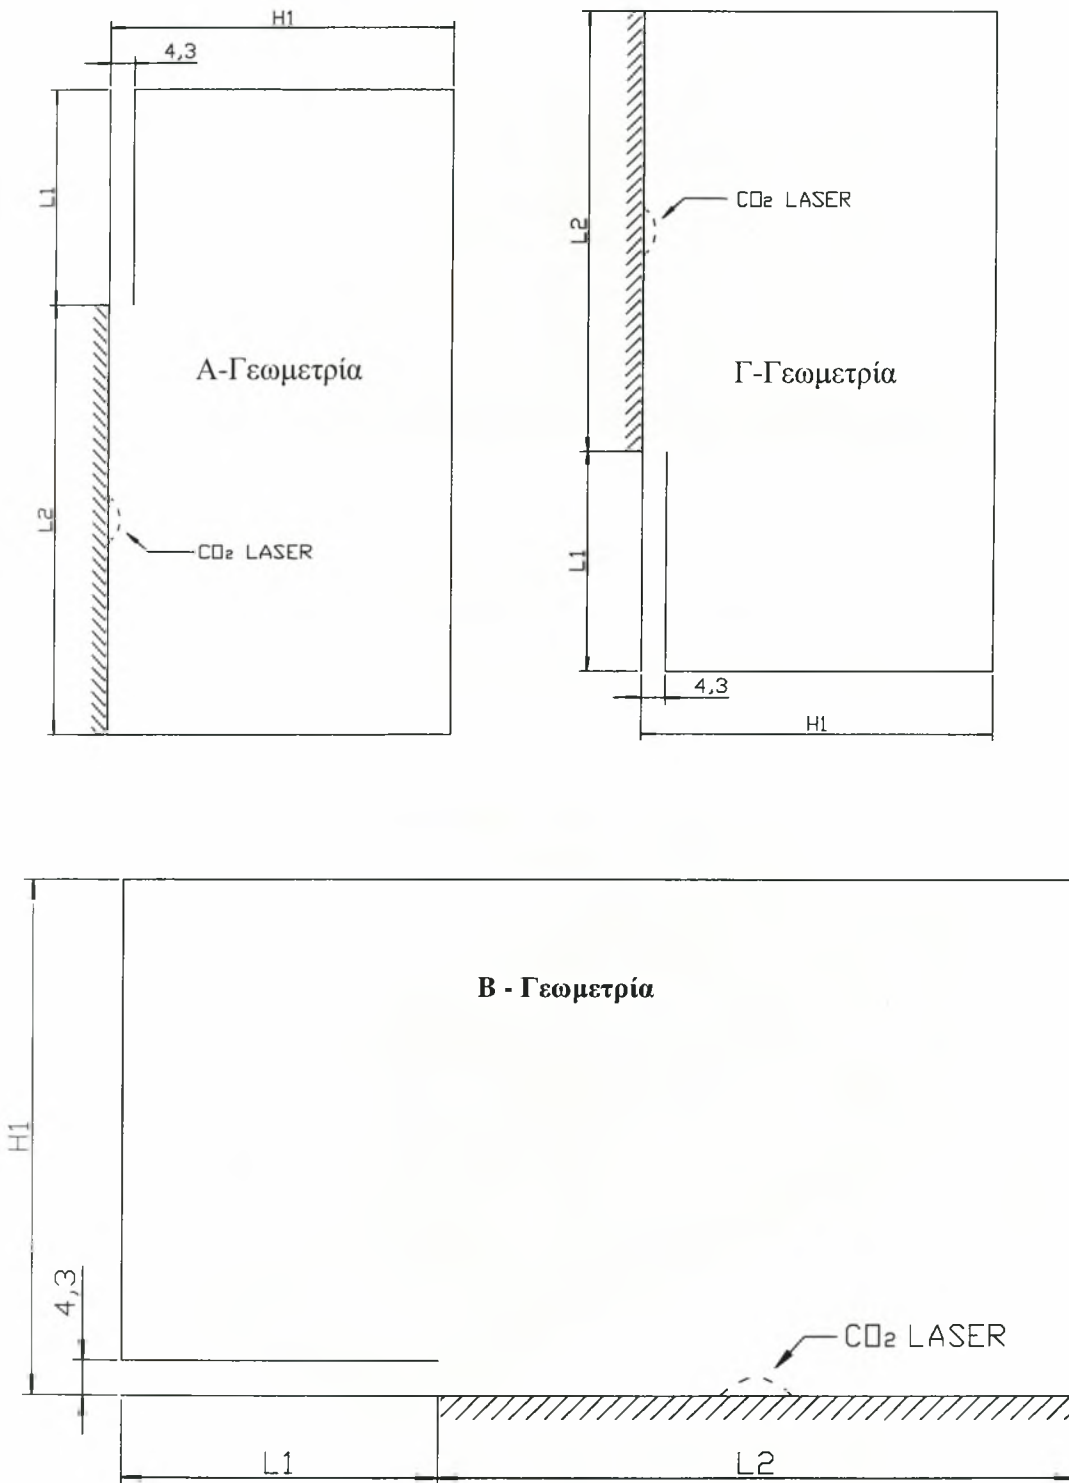 H1
4,3
L1
L2
A-Γεωμετρία
CO₂ LASER
CO₂ LASER
L2
Γ-Γεωμετρία
L1
4,3
H1
B - Γεωμετρία
H1
4,3
CO₂ LASER
L1
L2